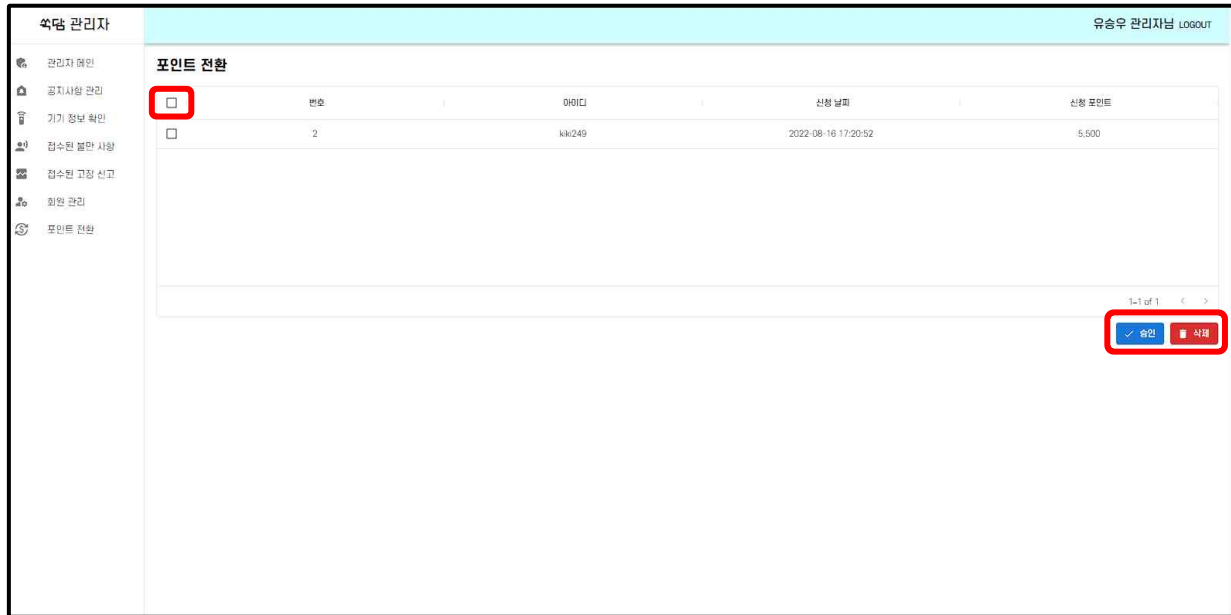 쏙담 관리자
유승우 관리자님 LOGOUT
관리자 메인
공지사항 관리
기기 정보 확인
접수된 불만 사항
접수된 고장 신고
회원 관리
포인트 전환
포인트 전환
번호 아이디 신청 날짜 신청 포인트
2 kiki249 2022-08-16 17:20:52 5,500
1–1 of 1
승인 삭제